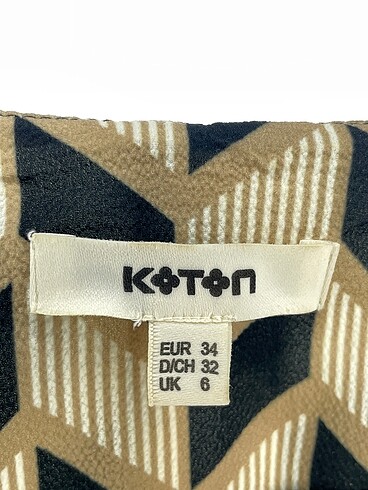 KOTON
EUR 34
D/CH 32
UK 6